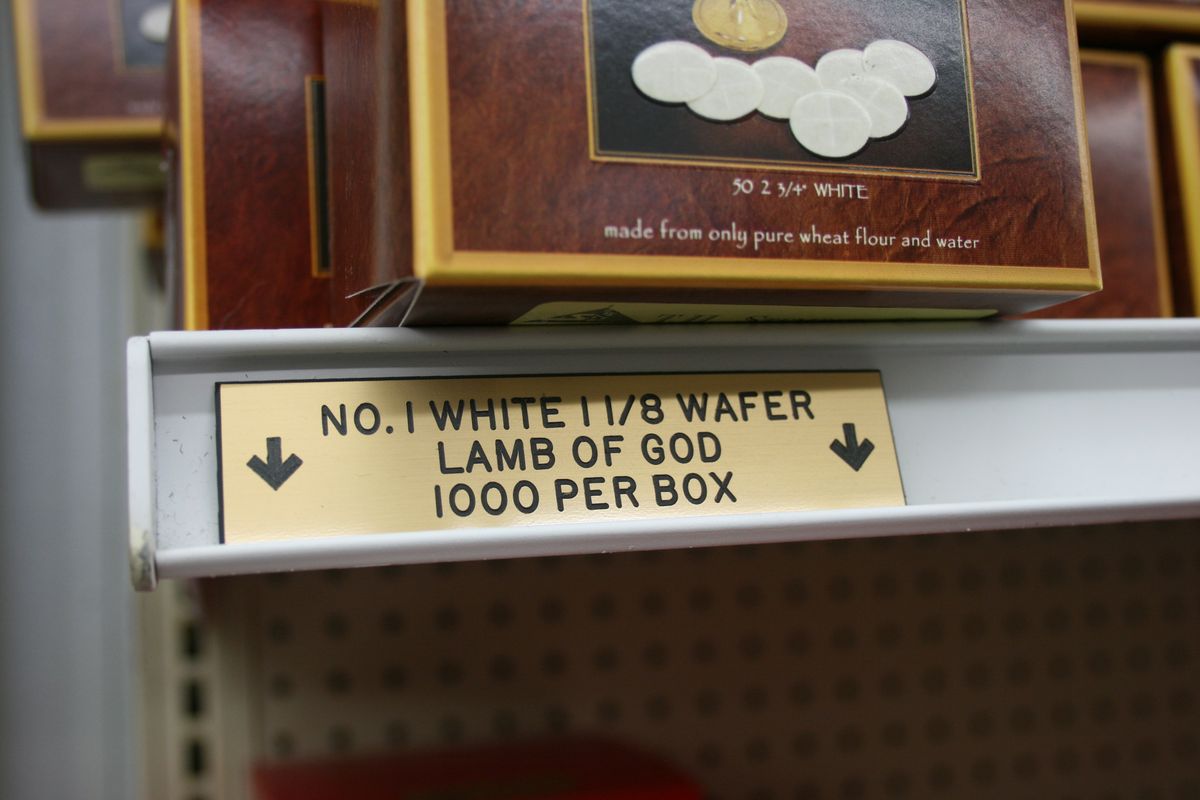 50 2 3/4" WHITE
made from only pure wheat flour and water
NO. 1 WHITE 1 1/8 WAFER
LAMB OF GOD
1000 PER BOX